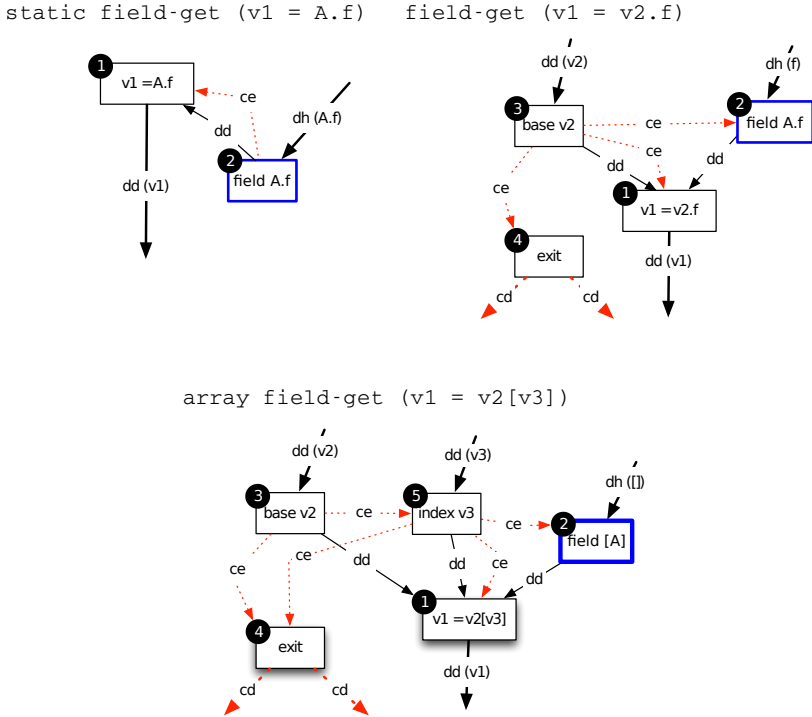 static field-get (v1 = A.f)
1
v1 =A.f
ce
dd
dh (A.f)
2
field A.f
dd (v1)
field-get (v1 = v2.f)
dd (v2)
dh (f)
3
base v2
ce
2
field A.f
ce
dd
dd
ce
1
v1 =v2.f
4
exit
dd (v1)
cd
cd
array field-get (v1 = v2[v3])
dd (v2)
dd (v3)
dh ([])
3
base v2
ce
5
index v3
ce
2
field [A]
ce
ce
dd
dd
ce
dd
1
v1 =v2[v3]
4
exit
dd (v1)
cd
cd